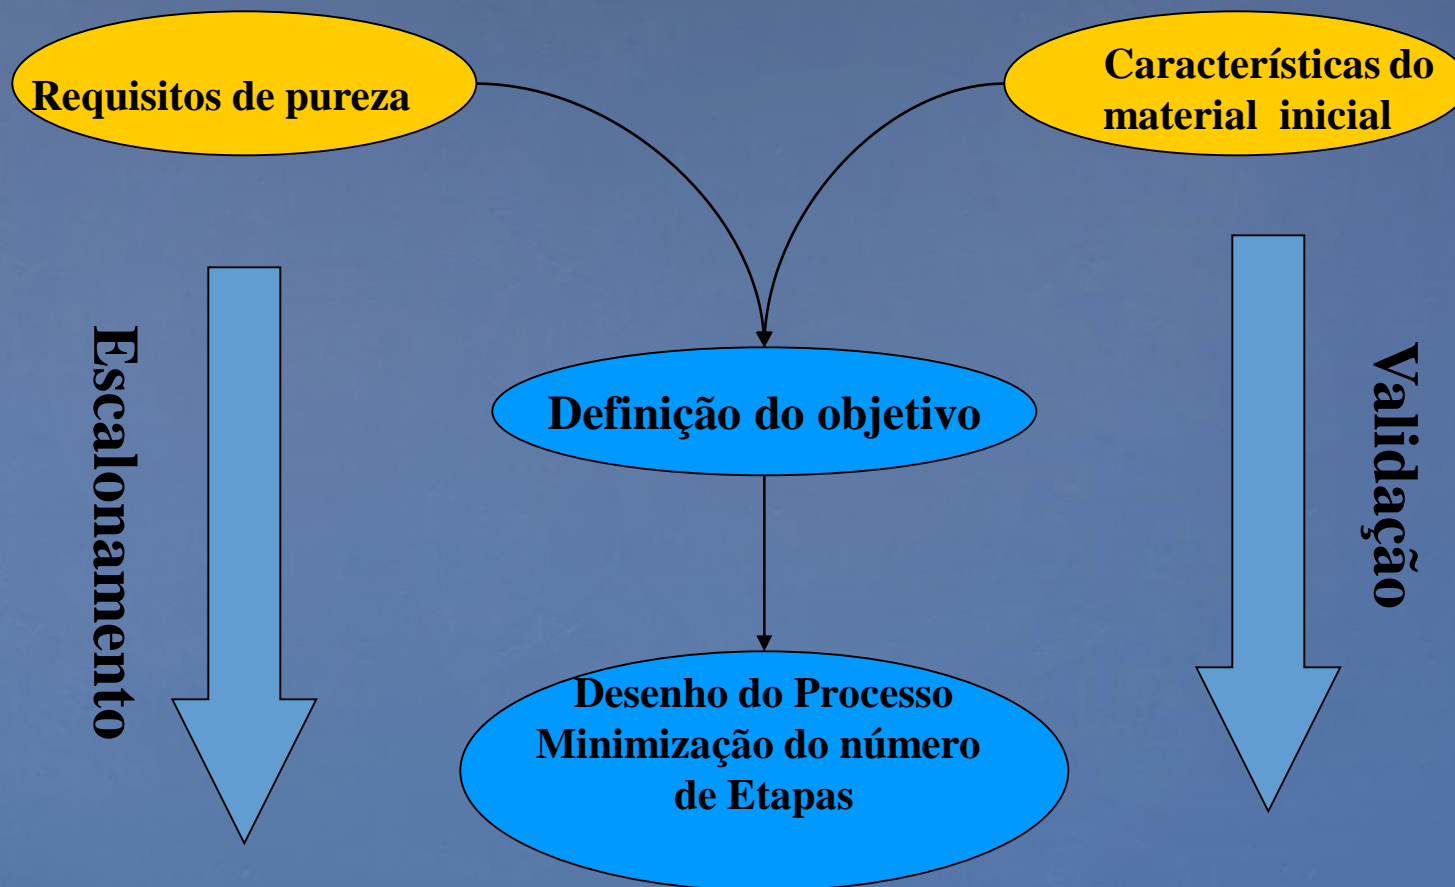 Requisitos de pureza
Características do
material inicial
Escalonamento
Validação
Definição do objetivo
Desenho do Processo
Minimização do número
de Etapas